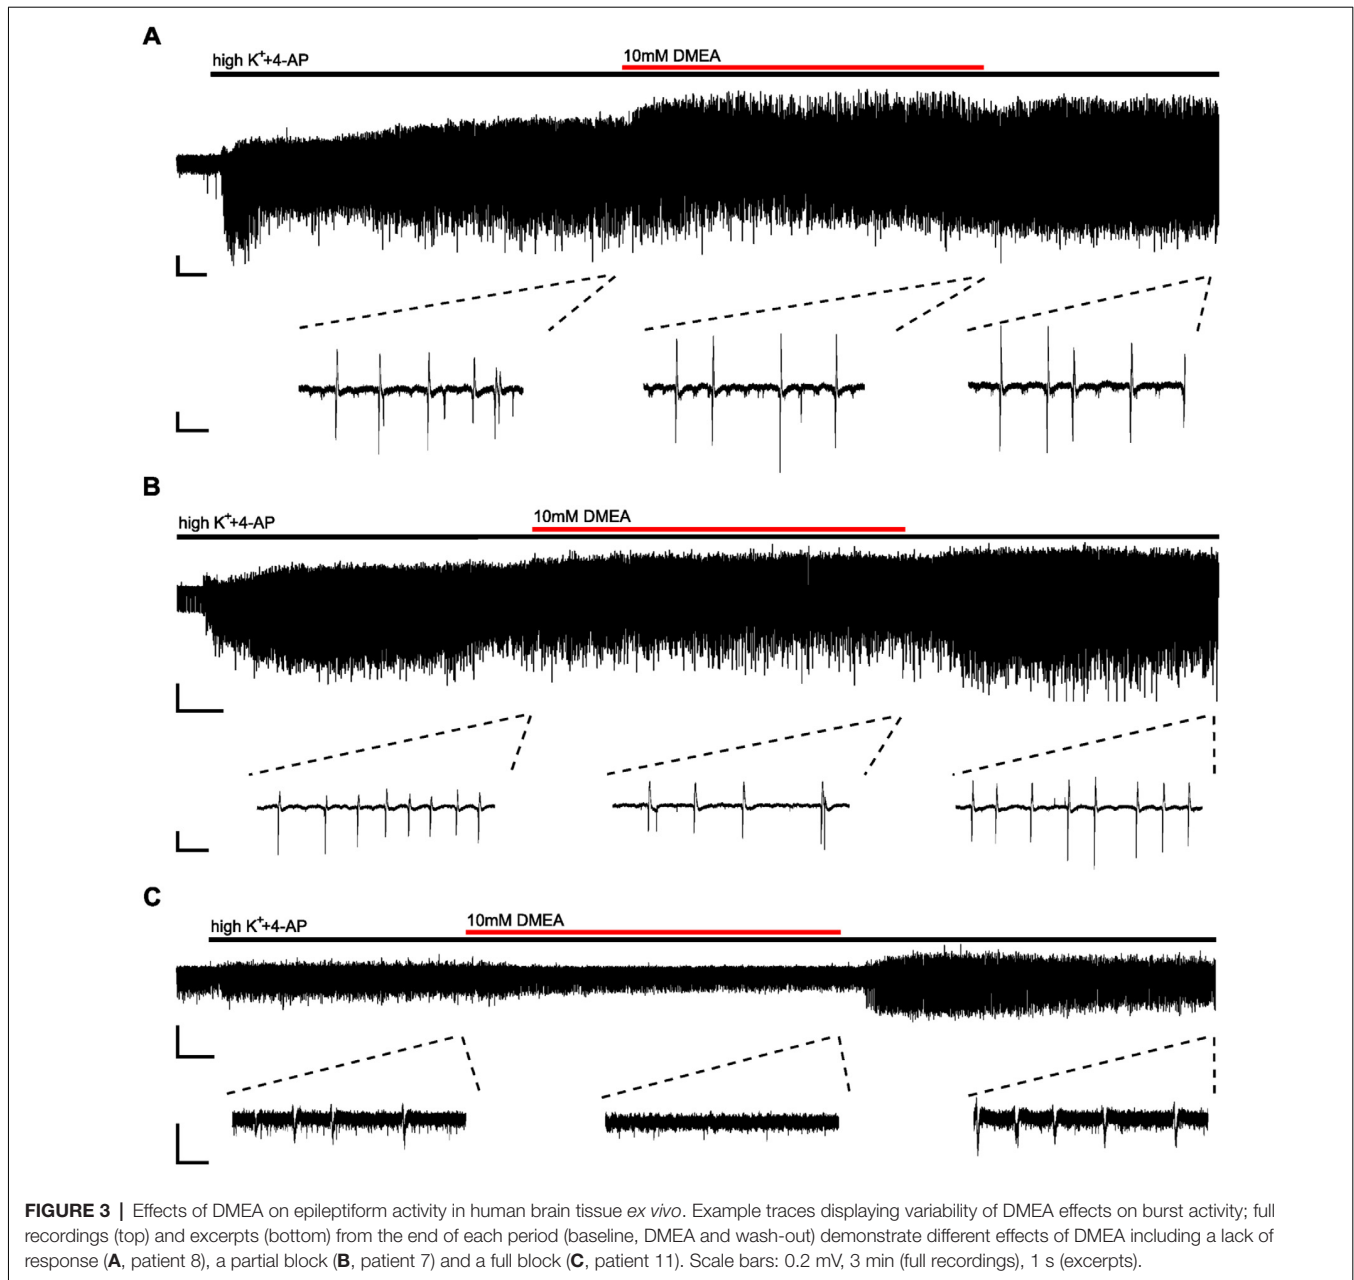 A
high K⁺+4-AP
10mM DMEA
B
high K⁺+4-AP
10mM DMEA
C
high K⁺+4-AP
10mM DMEA
FIGURE 3 | Effects of DMEA on epileptiform activity in human brain tissue ex vivo. Example traces displaying variability of DMEA effects on burst activity; full
recordings (top) and excerpts (bottom) from the end of each period (baseline, DMEA and wash-out) demonstrate different effects of DMEA including a lack of
response (A, patient 8), a partial block (B, patient 7) and a full block (C, patient 11). Scale bars: 0.2 mV, 3 min (full recordings), 1 s (excerpts).